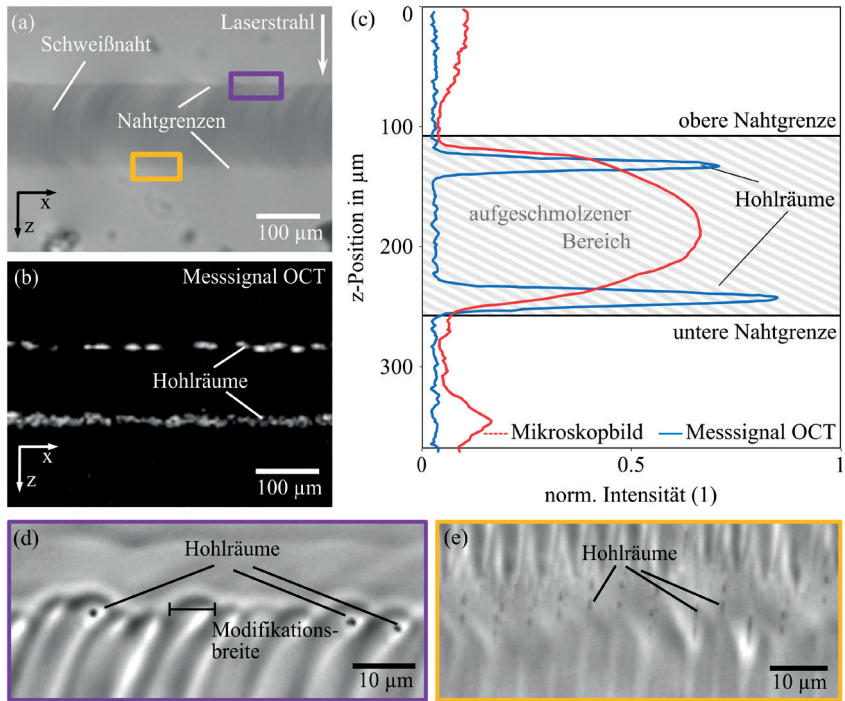 (a)
Laserstrahl
Schweißnaht
Nahtgrenzen
x
z
100 µm
(b)
Messsignal OCT
Hohlräume
x
z
100 µm
(c)
0
100
200
300
z-Position in µm
obere Nahtgrenze
Hohlräume
aufgeschmolzener
Bereich
untere Nahtgrenze
Mikroskopbild
Messsignal OCT
0
0.5
1
norm. Intensität (1)
(d)
Hohlräume
Modifikations-
breite
10 µm
(e)
Hohlräume
10 µm